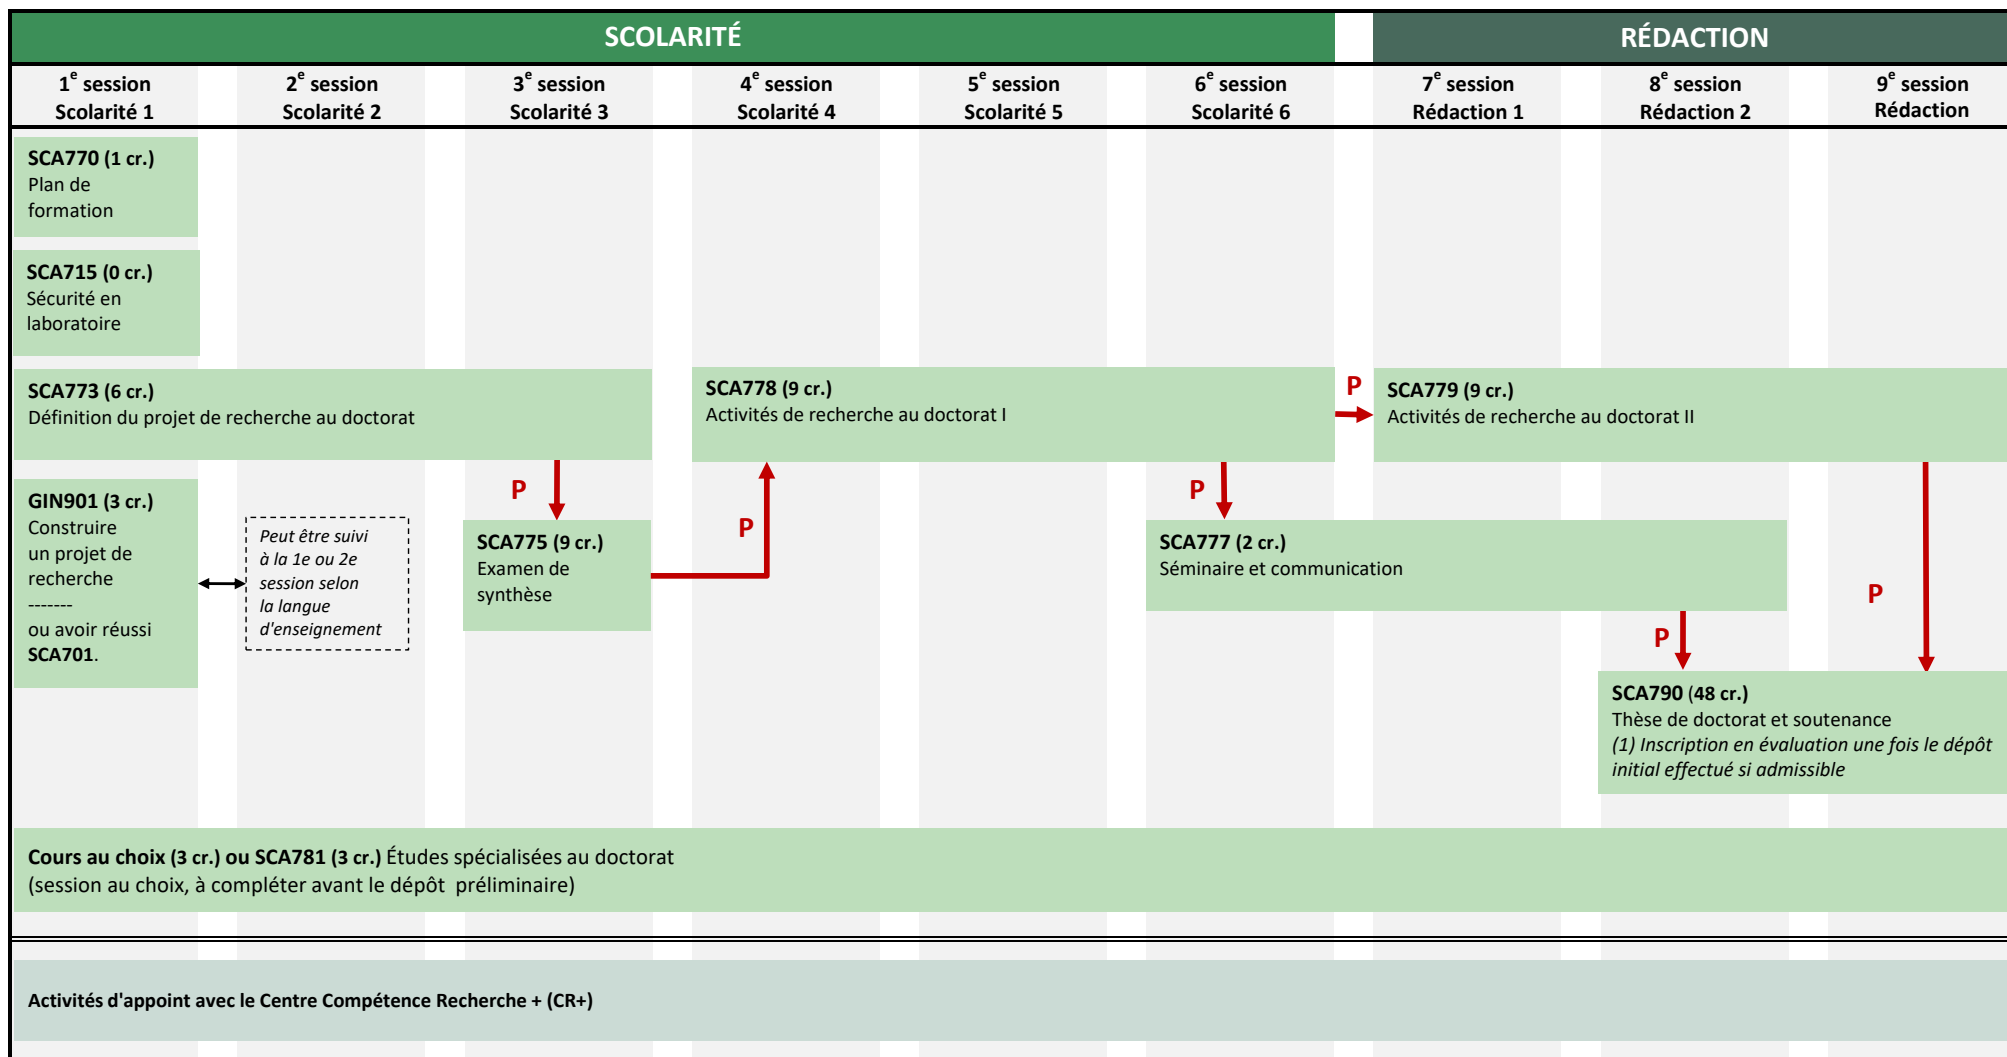 SCOLARITÉ
RÉDACTION
1e session
Scolarité 1
2e session
Scolarité 2
3e session
Scolarité 3
4e session
Scolarité 4
5e session
Scolarité 5
6e session
Scolarité 6
7e session
Rédaction 1
8e session
Rédaction 2
9e session
Rédaction
SCA770 (1 cr.)
Plan de
formation
SCA715 (0 cr.)
Sécurité en
laboratoire
SCA773 (6 cr.)
Définition du projet de recherche au doctorat
SCA778 (9 cr.)
Activités de recherche au doctorat I
P
SCA779 (9 cr.)
Activités de recherche au doctorat II
GIN901 (3 cr.)
Construire
un projet de
recherche
-------
ou avoir réussi
SCA701.
Peut être suivi
à la 1e ou 2e
session selon
la langue
d'enseignement
P
SCA775 (9 cr.)
Examen de
synthèse
P
P
SCA777 (2 cr.)
Séminaire et communication
P
P
SCA790 (48 cr.)
Thèse de doctorat et soutenance
(1) Inscription en évaluation une fois le dépôt
initial effectué si admissible
Cours au choix (3 cr.) ou SCA781 (3 cr.) Études spécialisées au doctorat
(session au choix, à compléter avant le dépôt préliminaire)
Activités d'appoint avec le Centre Compétence Recherche + (CR+)